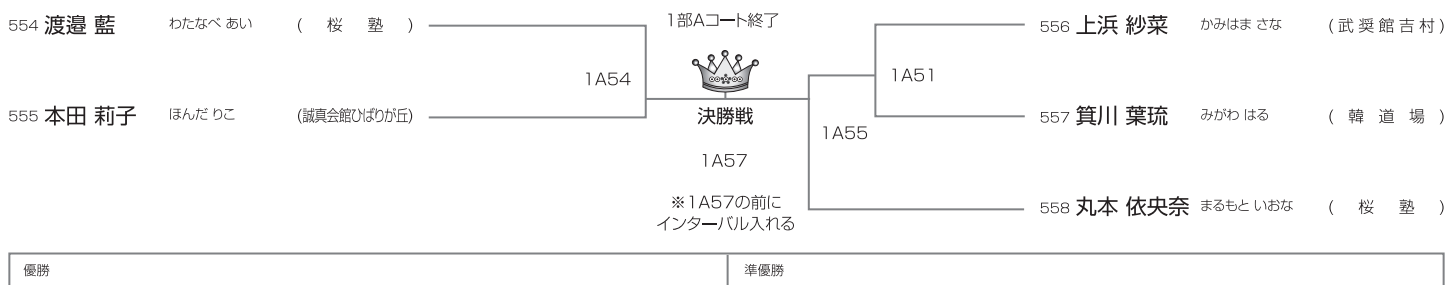 554 渡邉 藍 わたなべ あい ( 桜 塾 )
555 本田 莉子 ほんだ りこ (誠真会館ひばりが丘)
1A54
1部Aコート終了
決勝戦
1A57
※1A57の前に
インターバル入れる
1A51
1A55
556 上浜 紗菜 かみはま さな (武奨館吉村)
557 箕川 葉琉 みがわ はる ( 韓 道 場 )
558 丸本 依央奈 まるもと いおな ( 桜 塾 )
優勝
準優勝